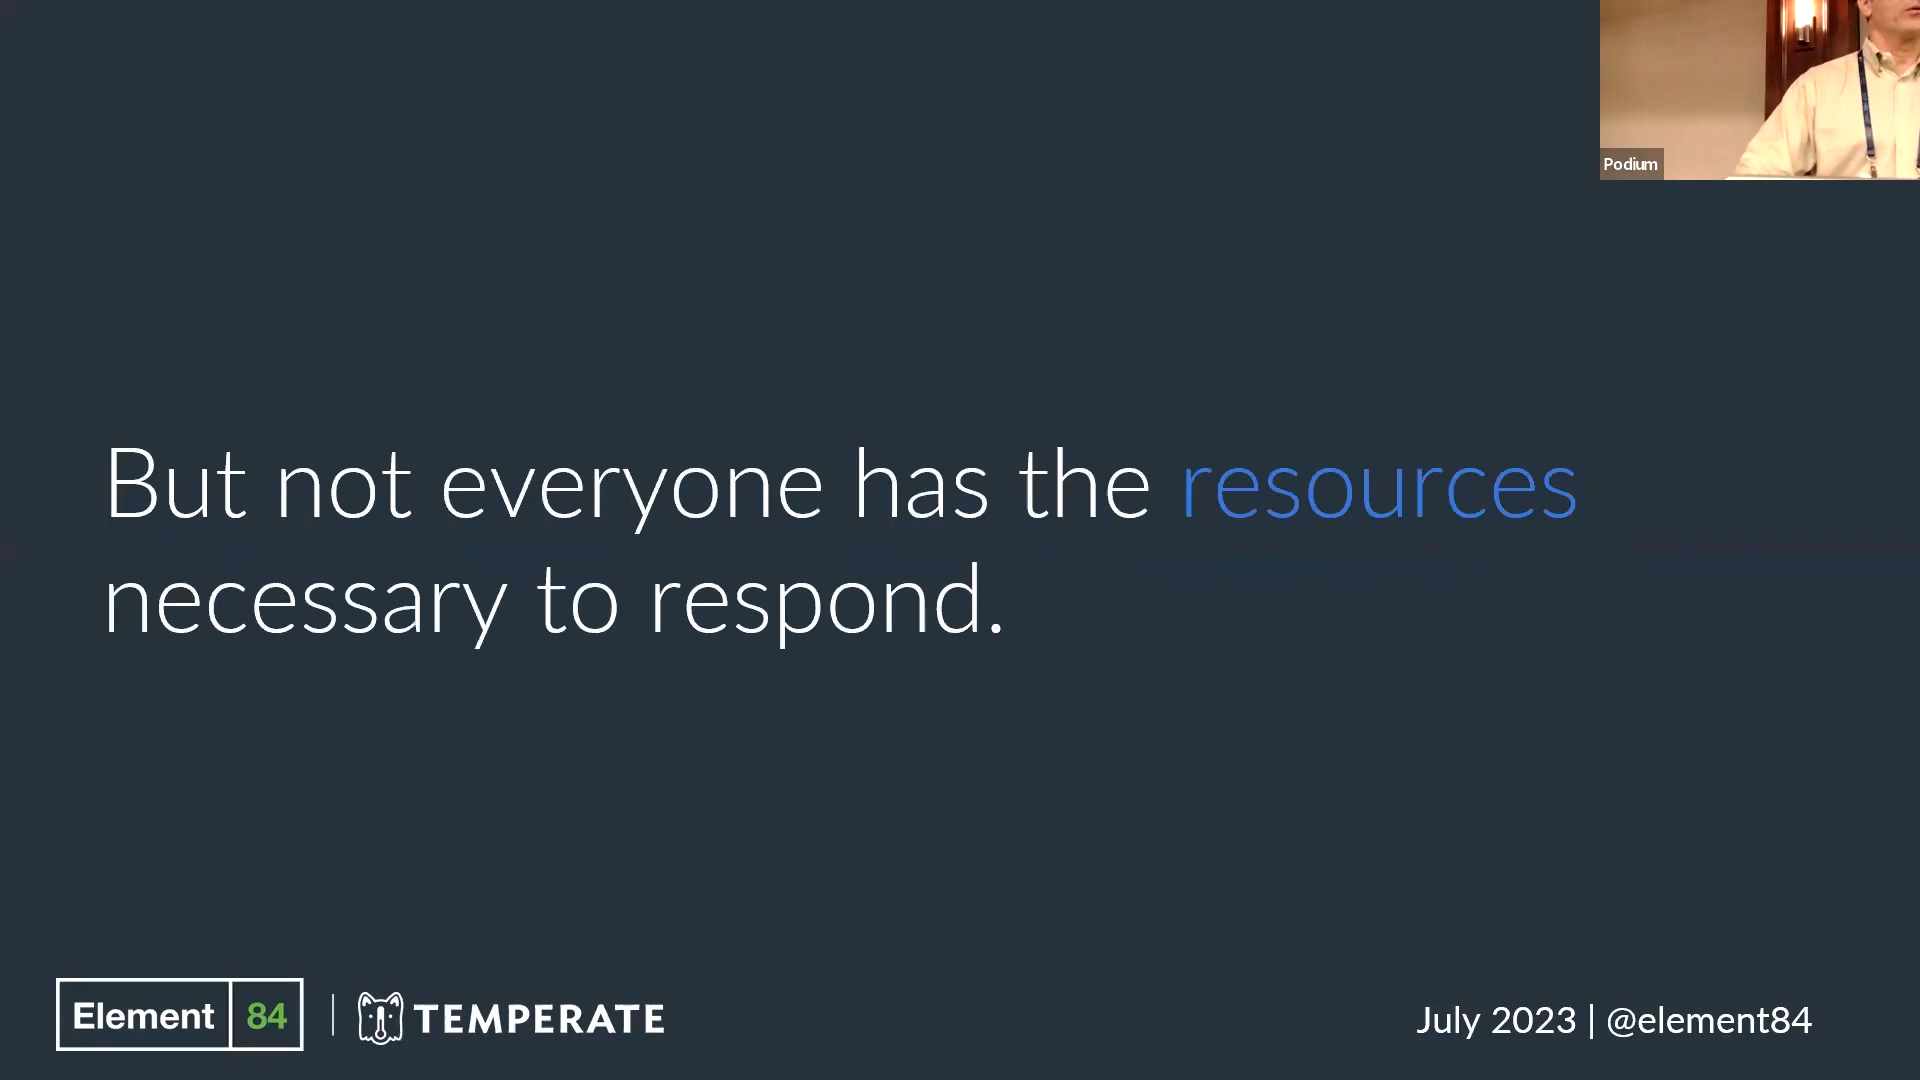 Podium
But not everyone has the resources
necessary to respond.
Element 84 | TEMPERATE
July 2023 | @element84